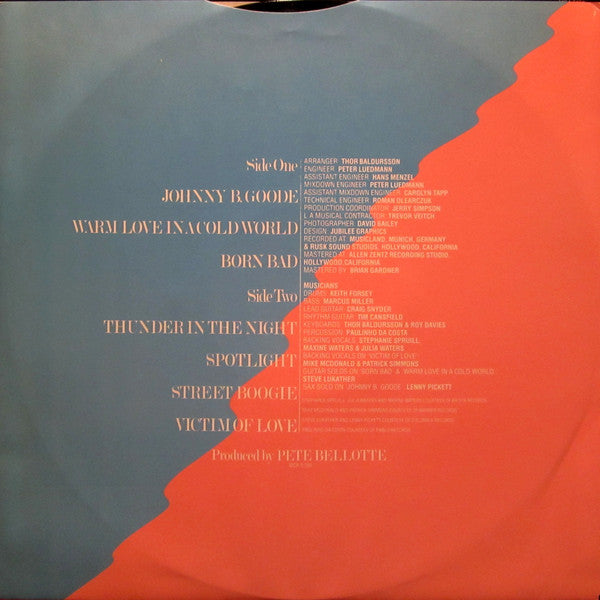 Side One
JOHNNY B. GOODE
WARM LOVE IN A COLD WORLD
BORN BAD
Side Two
THUNDER IN THE NIGHT
SPOTLIGHT
STREET BOOGIE
VICTIM OF LOVE
ARRANGER: THOR BALDURSSON
ENGINEER: PETER LUEDMANN
ASSISTANT ENGINEER: HANS MENZEL
MIXDOWN ENGINEER: PETER LUEDMANN
ASSISTANT MIXDOWN ENGINEER: CAROLYN TAPP
TECHNICAL ENGINEER: ROMAN OLEARCZUK
PRODUCTION COORDINATOR: JERRY SIMPSON
L A MUSICAL CONTRACTOR: TREVOR VEITCH
PHOTOGRAPHER: DAVID BAILEY
DESIGN: JUBILEE GRAPHICS
RECORDED AT: MUSICLAND, MUNICH, GERMANY
& RUSK SOUND STUDIOS, HOLLYWOOD, CALIFOPNIA
MASTERED AT: ALLEN ZENTZ RECORDING STUDIO,
HOLLYWOOD, CALIFORNIA
MASTERED BY: BRIAN GARDNER
MUSICIANS
DRUMS: KEITH FORSEY
BASS: MARCUS MILLER
LEAD GUITAR: CRAIG SNYDER
RHYTHM GUITAR: TIM CANSFIELD
KEYBOARDS: THOR BALDURSSON & ROY DAVIES
PERCUSSION: PAULINHO DA COSTA
BACKING VOCALS: STEPHANIE SPRUILL,
MAXINE WATERS & JULIA WATERS
BACKING VOCALS ON 'VICTIM OF LOVE':
MIKE MCDONALD & PATRICK SIMMONS
GUITAR SOLOS ON 'BORN BAD' & 'WARM LOVE IN A COLD WORLD':
STEVE LUKATHER
SAX SOLO ON 'JOHNNY B. GOODE': LENNY PICKETT
Produced by PETE BELLOTTE